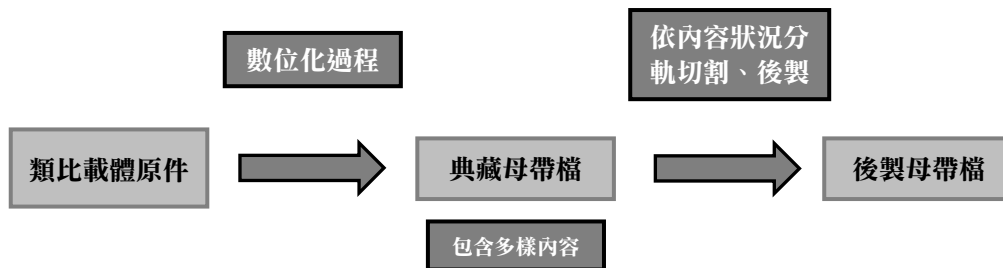 數位化過程
依內容狀況分
軌切割、後製
類比載體原件
典藏母帶檔
後製母帶檔
包含多樣內容